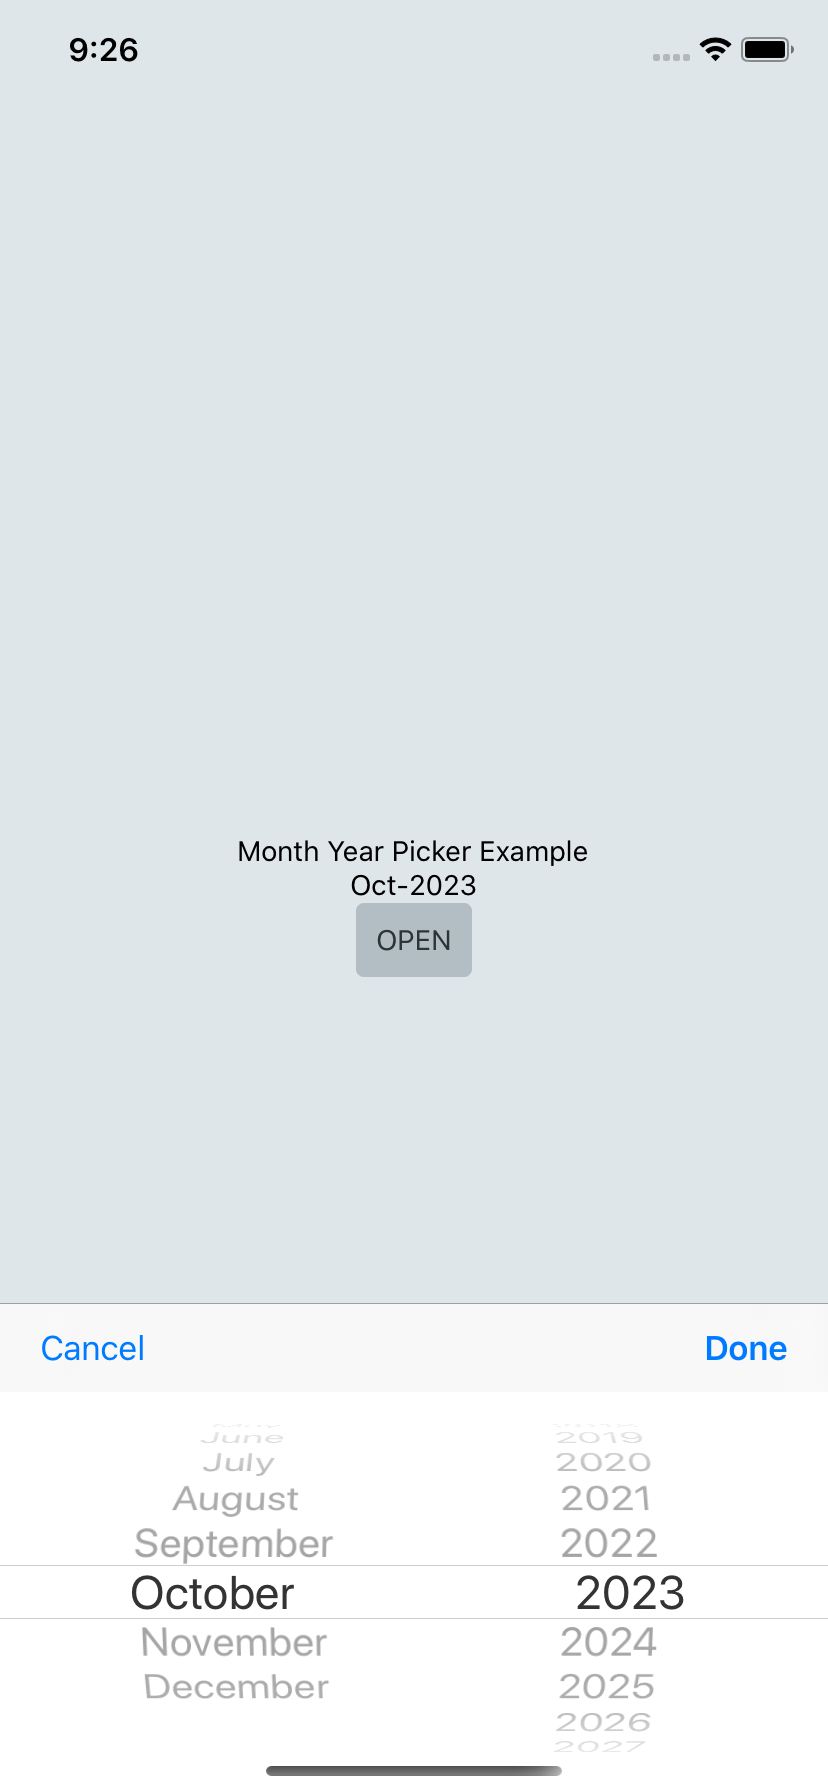 9:26
Month Year Picker Example
Oct-2023
OPEN
Cancel Done
June 2019
July 2020
August 2021
September 2022
October 2023
November 2024
December 2025
2026
2027